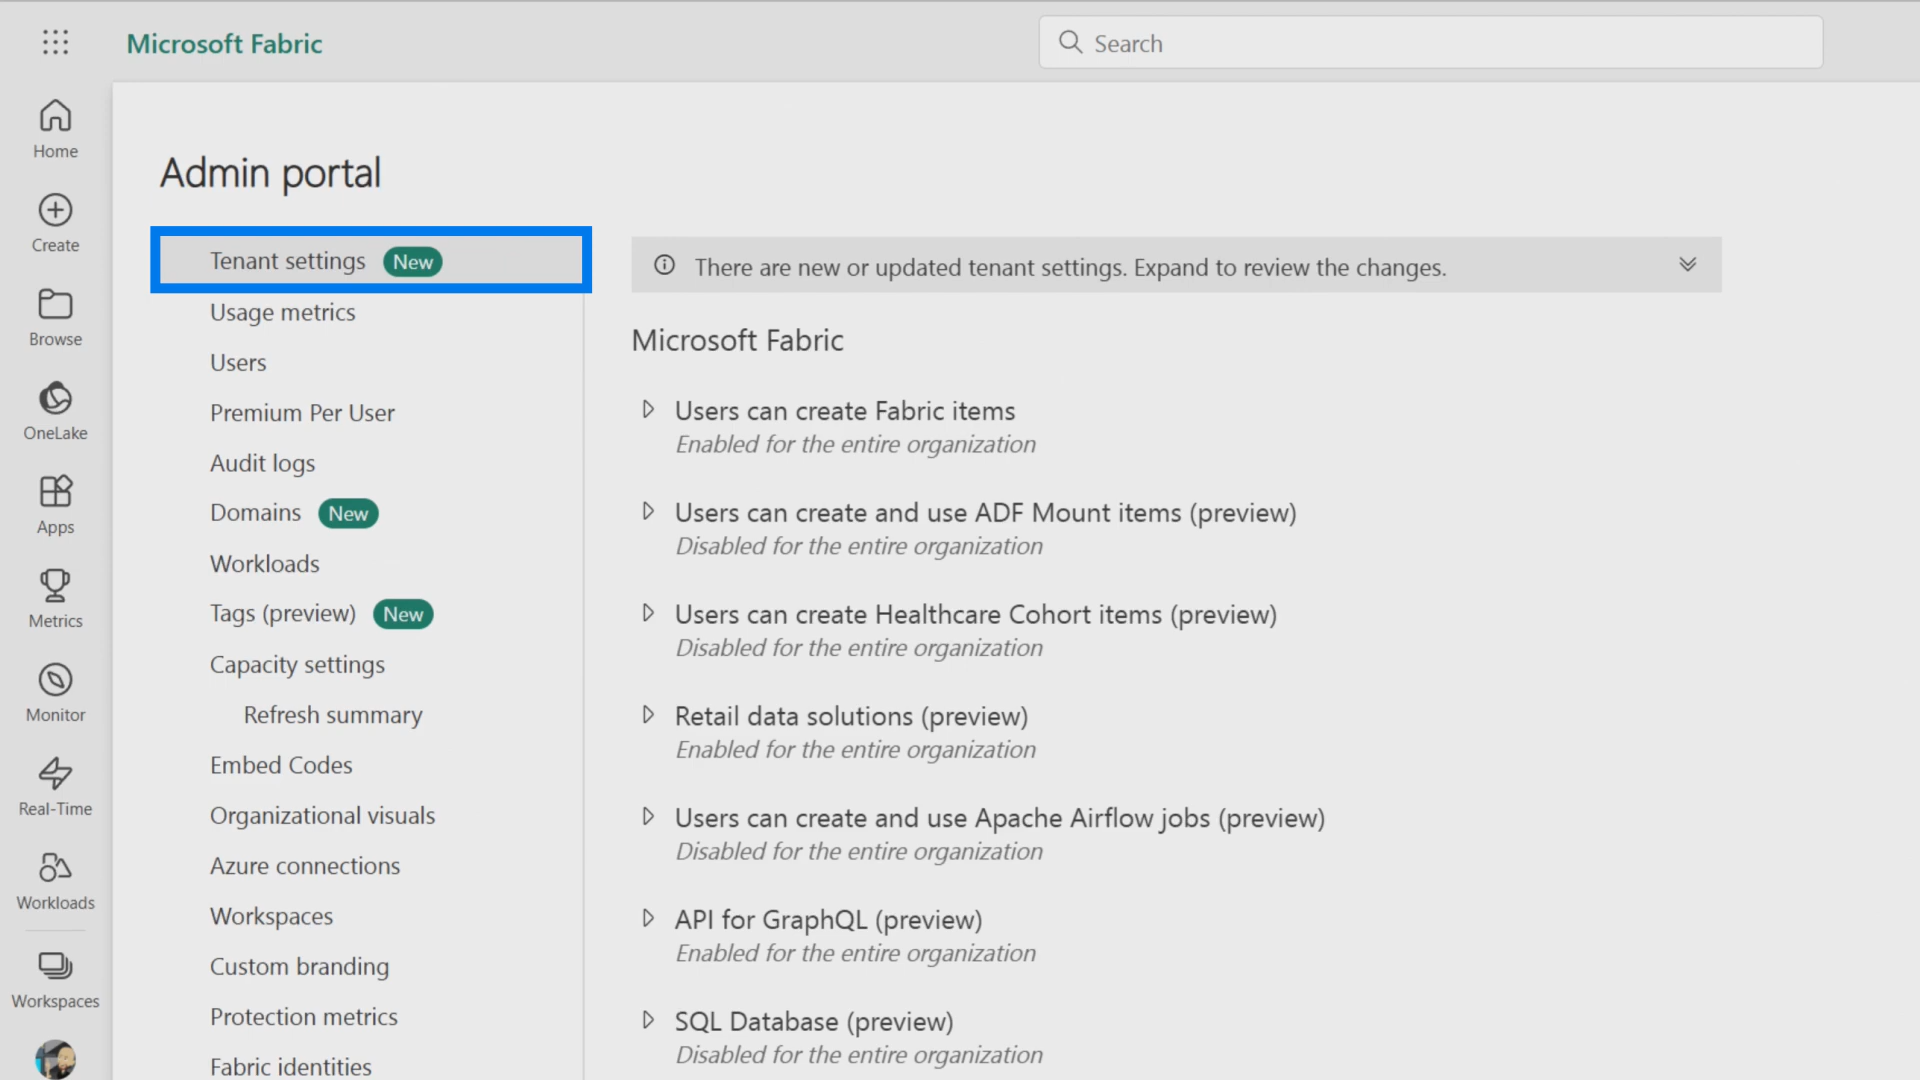 Microsoft Fabric
Search
Home
Create
Browse
OneLake
Apps
Metrics
Monitor
Real-Time
Workloads
Workspaces
Admin portal
Tenant settings New
Usage metrics
Users
Premium Per User
Audit logs
Domains New
Workloads
Tags (preview) New
Capacity settings
Refresh summary
Embed Codes
Organizational visuals
Azure connections
Workspaces
Custom branding
Protection metrics
Fabric identities
There are new or updated tenant settings. Expand to review the changes.
Microsoft Fabric
Users can create Fabric items
Enabled for the entire organization
Users can create and use ADF Mount items (preview)
Disabled for the entire organization
Users can create Healthcare Cohort items (preview)
Disabled for the entire organization
Retail data solutions (preview)
Enabled for the entire organization
Users can create and use Apache Airflow jobs (preview)
Disabled for the entire organization
API for GraphQL (preview)
Enabled for the entire organization
SQL Database (preview)
Disabled for the entire organization